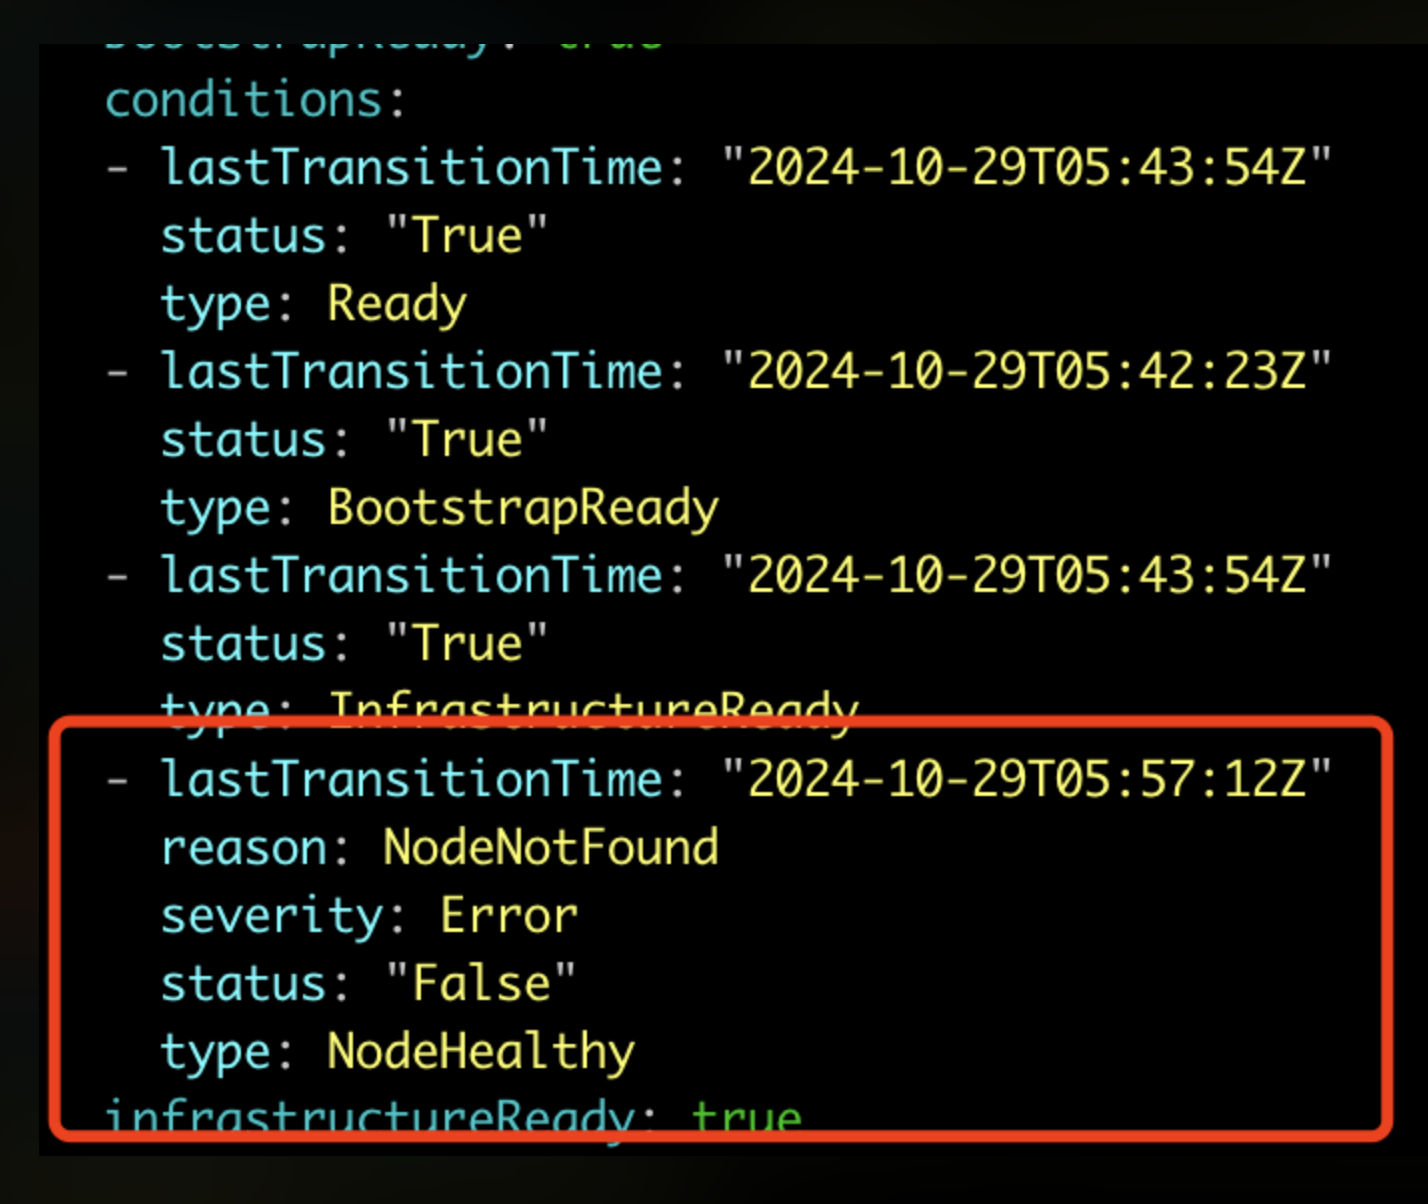 bootstrapReady: true
conditions:
- lastTransitionTime: "2024-10-29T05:43:54Z"
status: "True"
type: Ready
- lastTransitionTime: "2024-10-29T05:42:23Z"
status: "True"
type: BootstrapReady
- lastTransitionTime: "2024-10-29T05:43:54Z"
status: "True"
type: InfrastructureReady
- lastTransitionTime: "2024-10-29T05:57:12Z"
reason: NodeNotFound
severity: Error
status: "False"
type: NodeHealthy
infrastructureReady: true